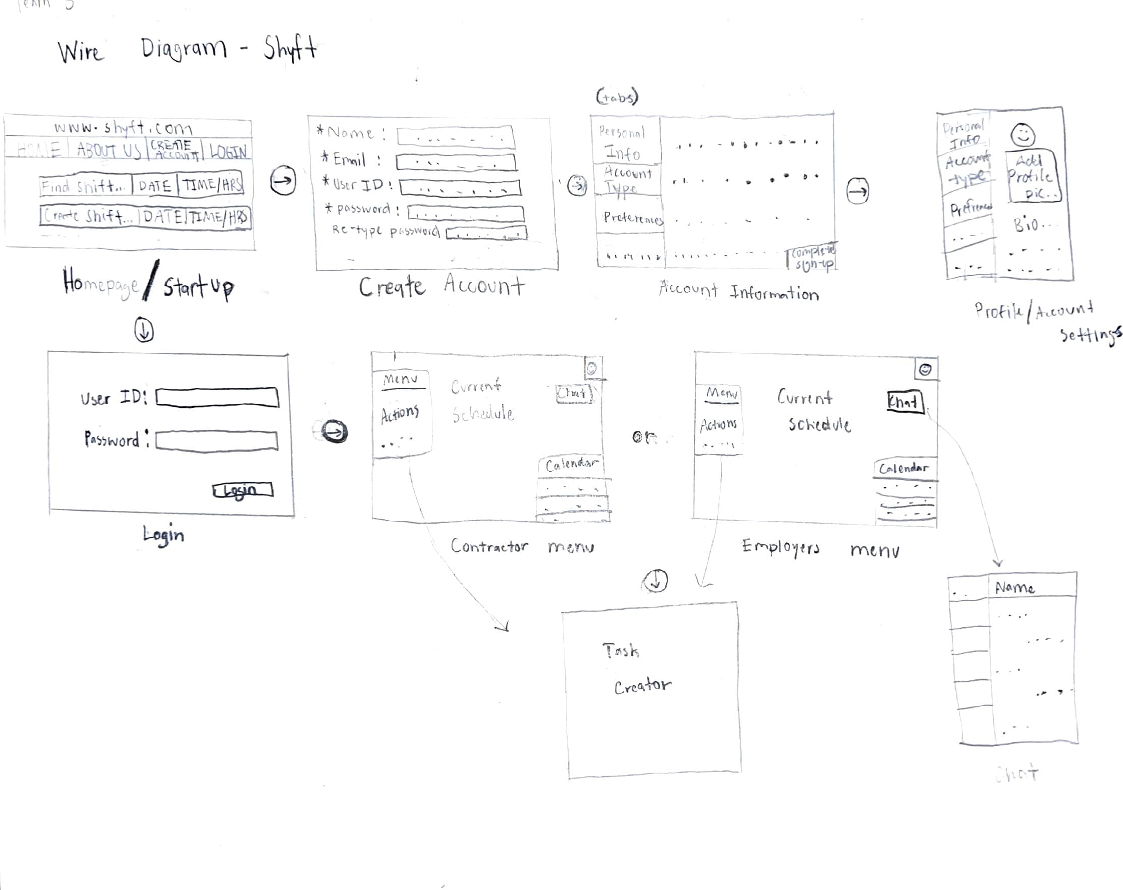 Team 5
Wire Diagram - Shyft
www.shyft.com
HOME
ABOUT US
CREATE
ACCOUNT
LOGIN
Find Shift...
DATE
TIME/HRS
Create Shift...
DATE
TIME/HRS
Homepage/Startup
* Name:
* Email:
* User ID:
* password:
Re-type password
Create Account
(tabs)
Personal
Info
Account
Type
Preferences
Complete
sign-up
Account Information
Personal
Info
Account
type
Add
Profile
pic..
Bio...
Profile/Account
Settings
User ID:
Password:
Login
Login
Menu
Actions
Current
Schedule
Chat
Calendar
Contractor menu
or
Menu
Actions
Current
Schedule
Chat
Calendar
Employers menu
Task
Creator
Name
Chat